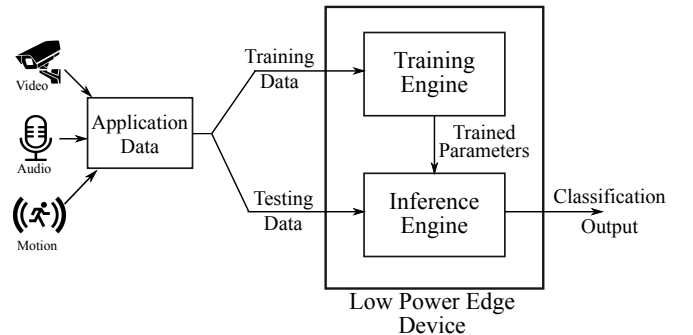 Video
Audio
Motion
Application
Data
Training
Data
Testing
Data
Training
Engine
Trained
Parameters
Inference
Engine
Classification
Output
Low Power Edge
Device